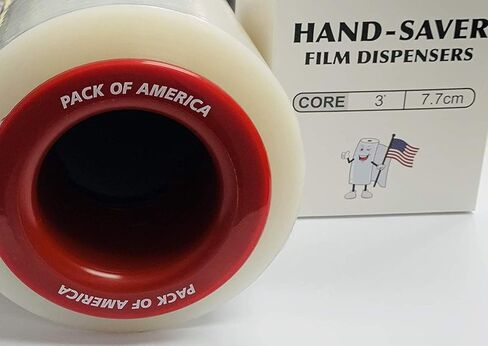 PACK OF AMERICA
PACK OF AMERICA
HAND-SAVER
FILM DISPENSERS
CORE 3' 7.7cm